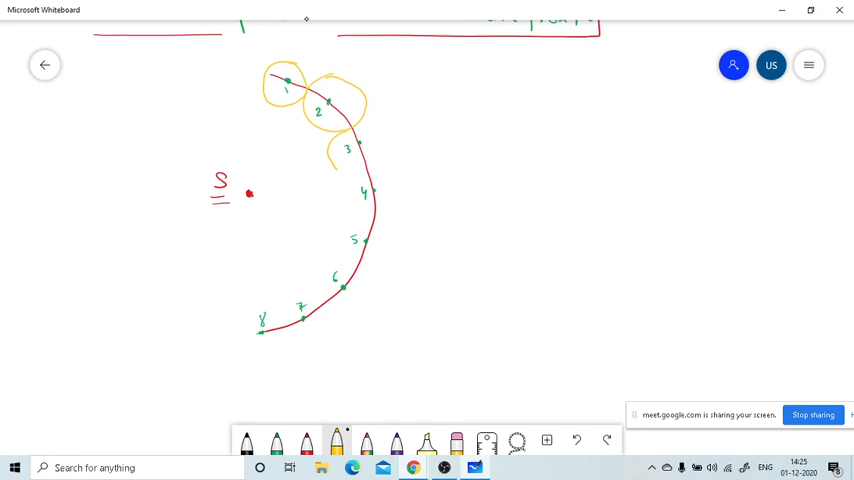 Microsoft Whiteboard
US
1
2
3
S
4
5
6
7
8
meet.google.com is sharing your screen.
Stop sharing
H
Search for anything
ENG
14:25
01-12-2020
8